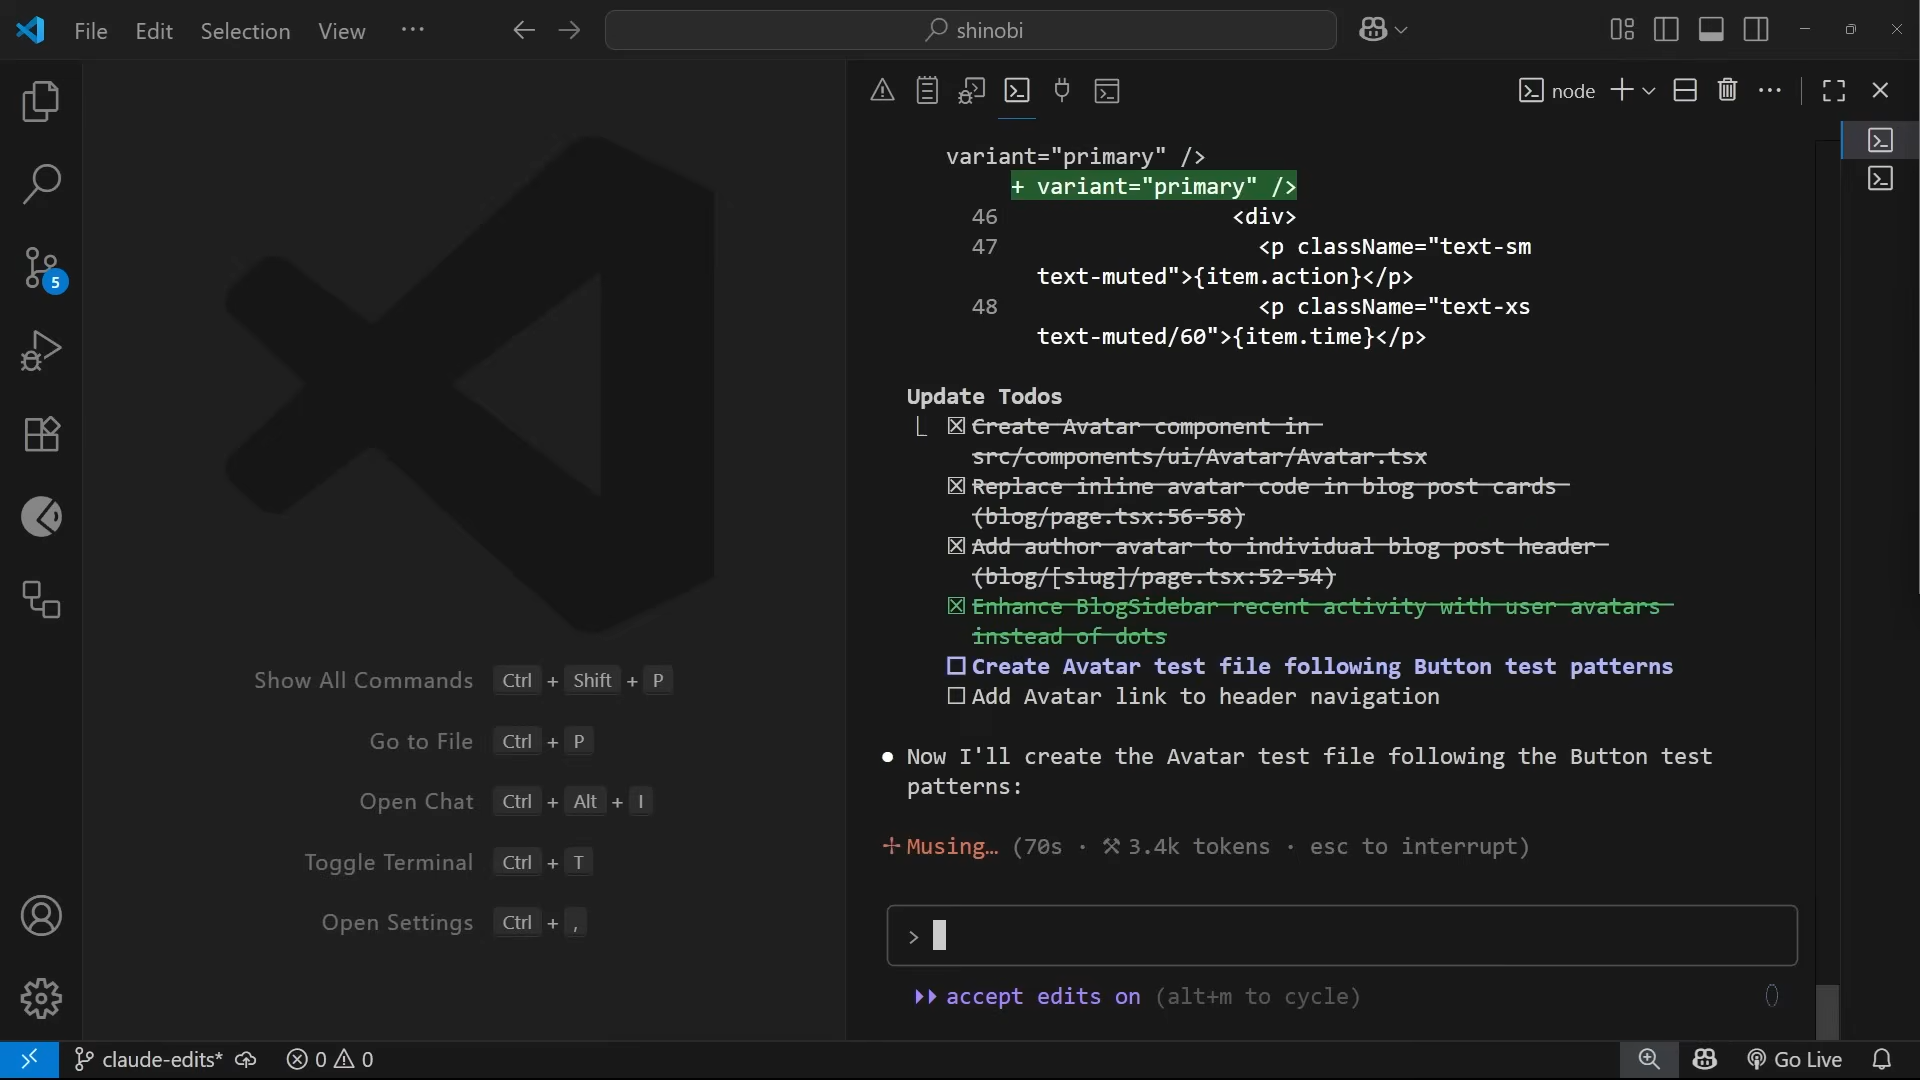 File Edit Selection View ··· shinobi
node
variant="primary" />
+ variant="primary" />
46 <div>
47 <p className="text-sm
text-muted">{item.action}</p>
48 <p className="text-xs
text-muted/60">{item.time}</p>
Update Todos
Create Avatar component in
src/components/ui/Avatar/Avatar.tsx
Replace inline avatar code in blog post cards
(blog/page.tsx:56-58)
Add author avatar to individual blog post header
(blog/[slug]/page.tsx:52-54)
Enhance BlogSidebar recent activity with user avatars
instead of dots
Create Avatar test file following Button test patterns
Add Avatar link to header navigation
● Now I'll create the Avatar test file following the Button test
patterns:
Musing… (70s · ⚒ 3.4k tokens · esc to interrupt)
>
accept edits on (alt+m to cycle)
5
Show All Commands Ctrl + Shift + P
Go to File Ctrl + P
Open Chat Ctrl + Alt + I
Toggle Terminal Ctrl + T
Open Settings Ctrl + ,
claude-edits* 0 0 Go Live